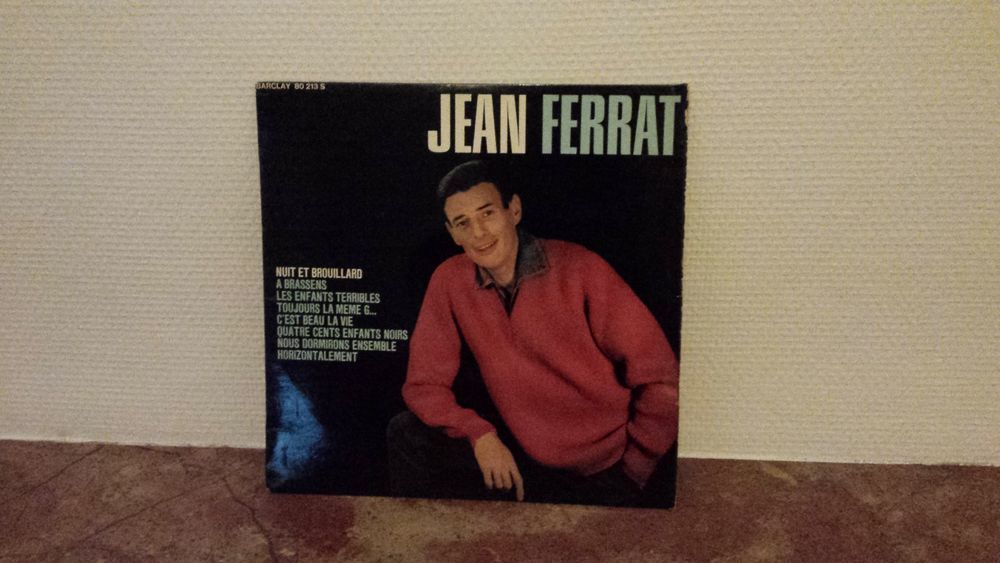 BARCLAY 80 213 S
JEAN FERRAT
NUIT ET BROUILLARD
A BRASSENS
LES ENFANTS TERRIBLES
TOUJOURS LA MEME G...
C'EST BEAU LA VIE
QUATRE CENTS ENFANTS NOIRS
NOUS DORMIRONS ENSEMBLE
HORIZONTALEMENT